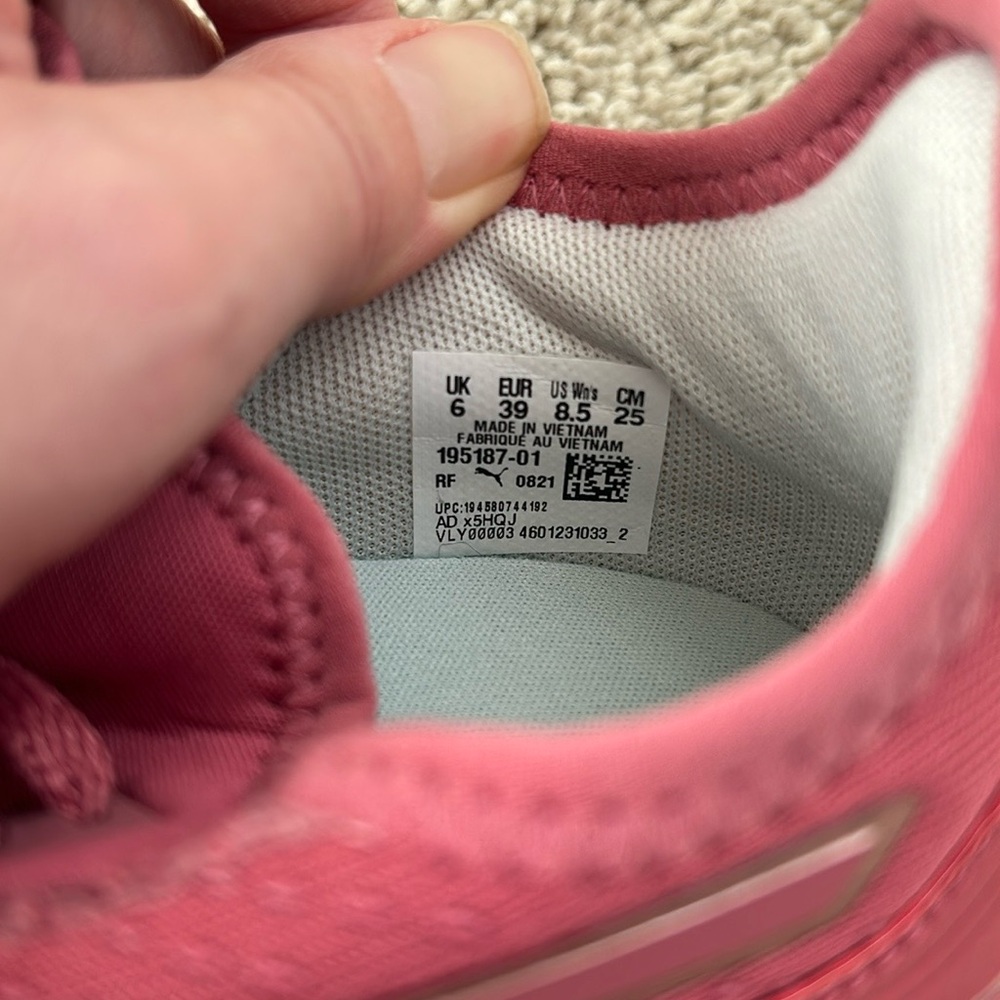 UK EUR US Wn's CM
6 39 8.5 25
MADE IN VIETNAM
FABRIQUÉ AU VIETNAM
195187-01
RF 0821
UPC:194580744192
AD x5HQJ
VLY00003 4601231033_2